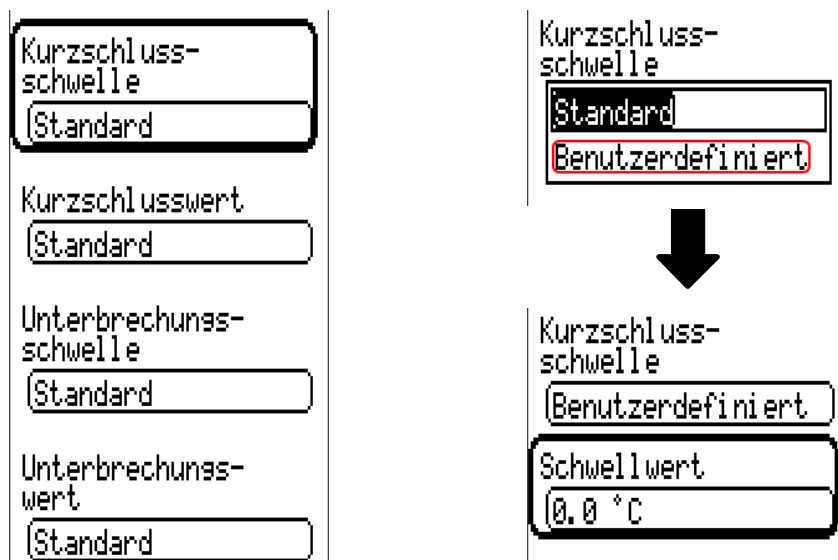 Kurzschluss-
schwelle
Standard
Kurzschlusswert
Standard
Unterbrechungs-
schwelle
Standard
Unterbrechungs-
wert
Standard
Kurzschluss-
schwelle
Standard
Benutzerdefiniert
Kurzschluss-
schwelle
Benutzerdefiniert
Schwellwert
0.0 °C